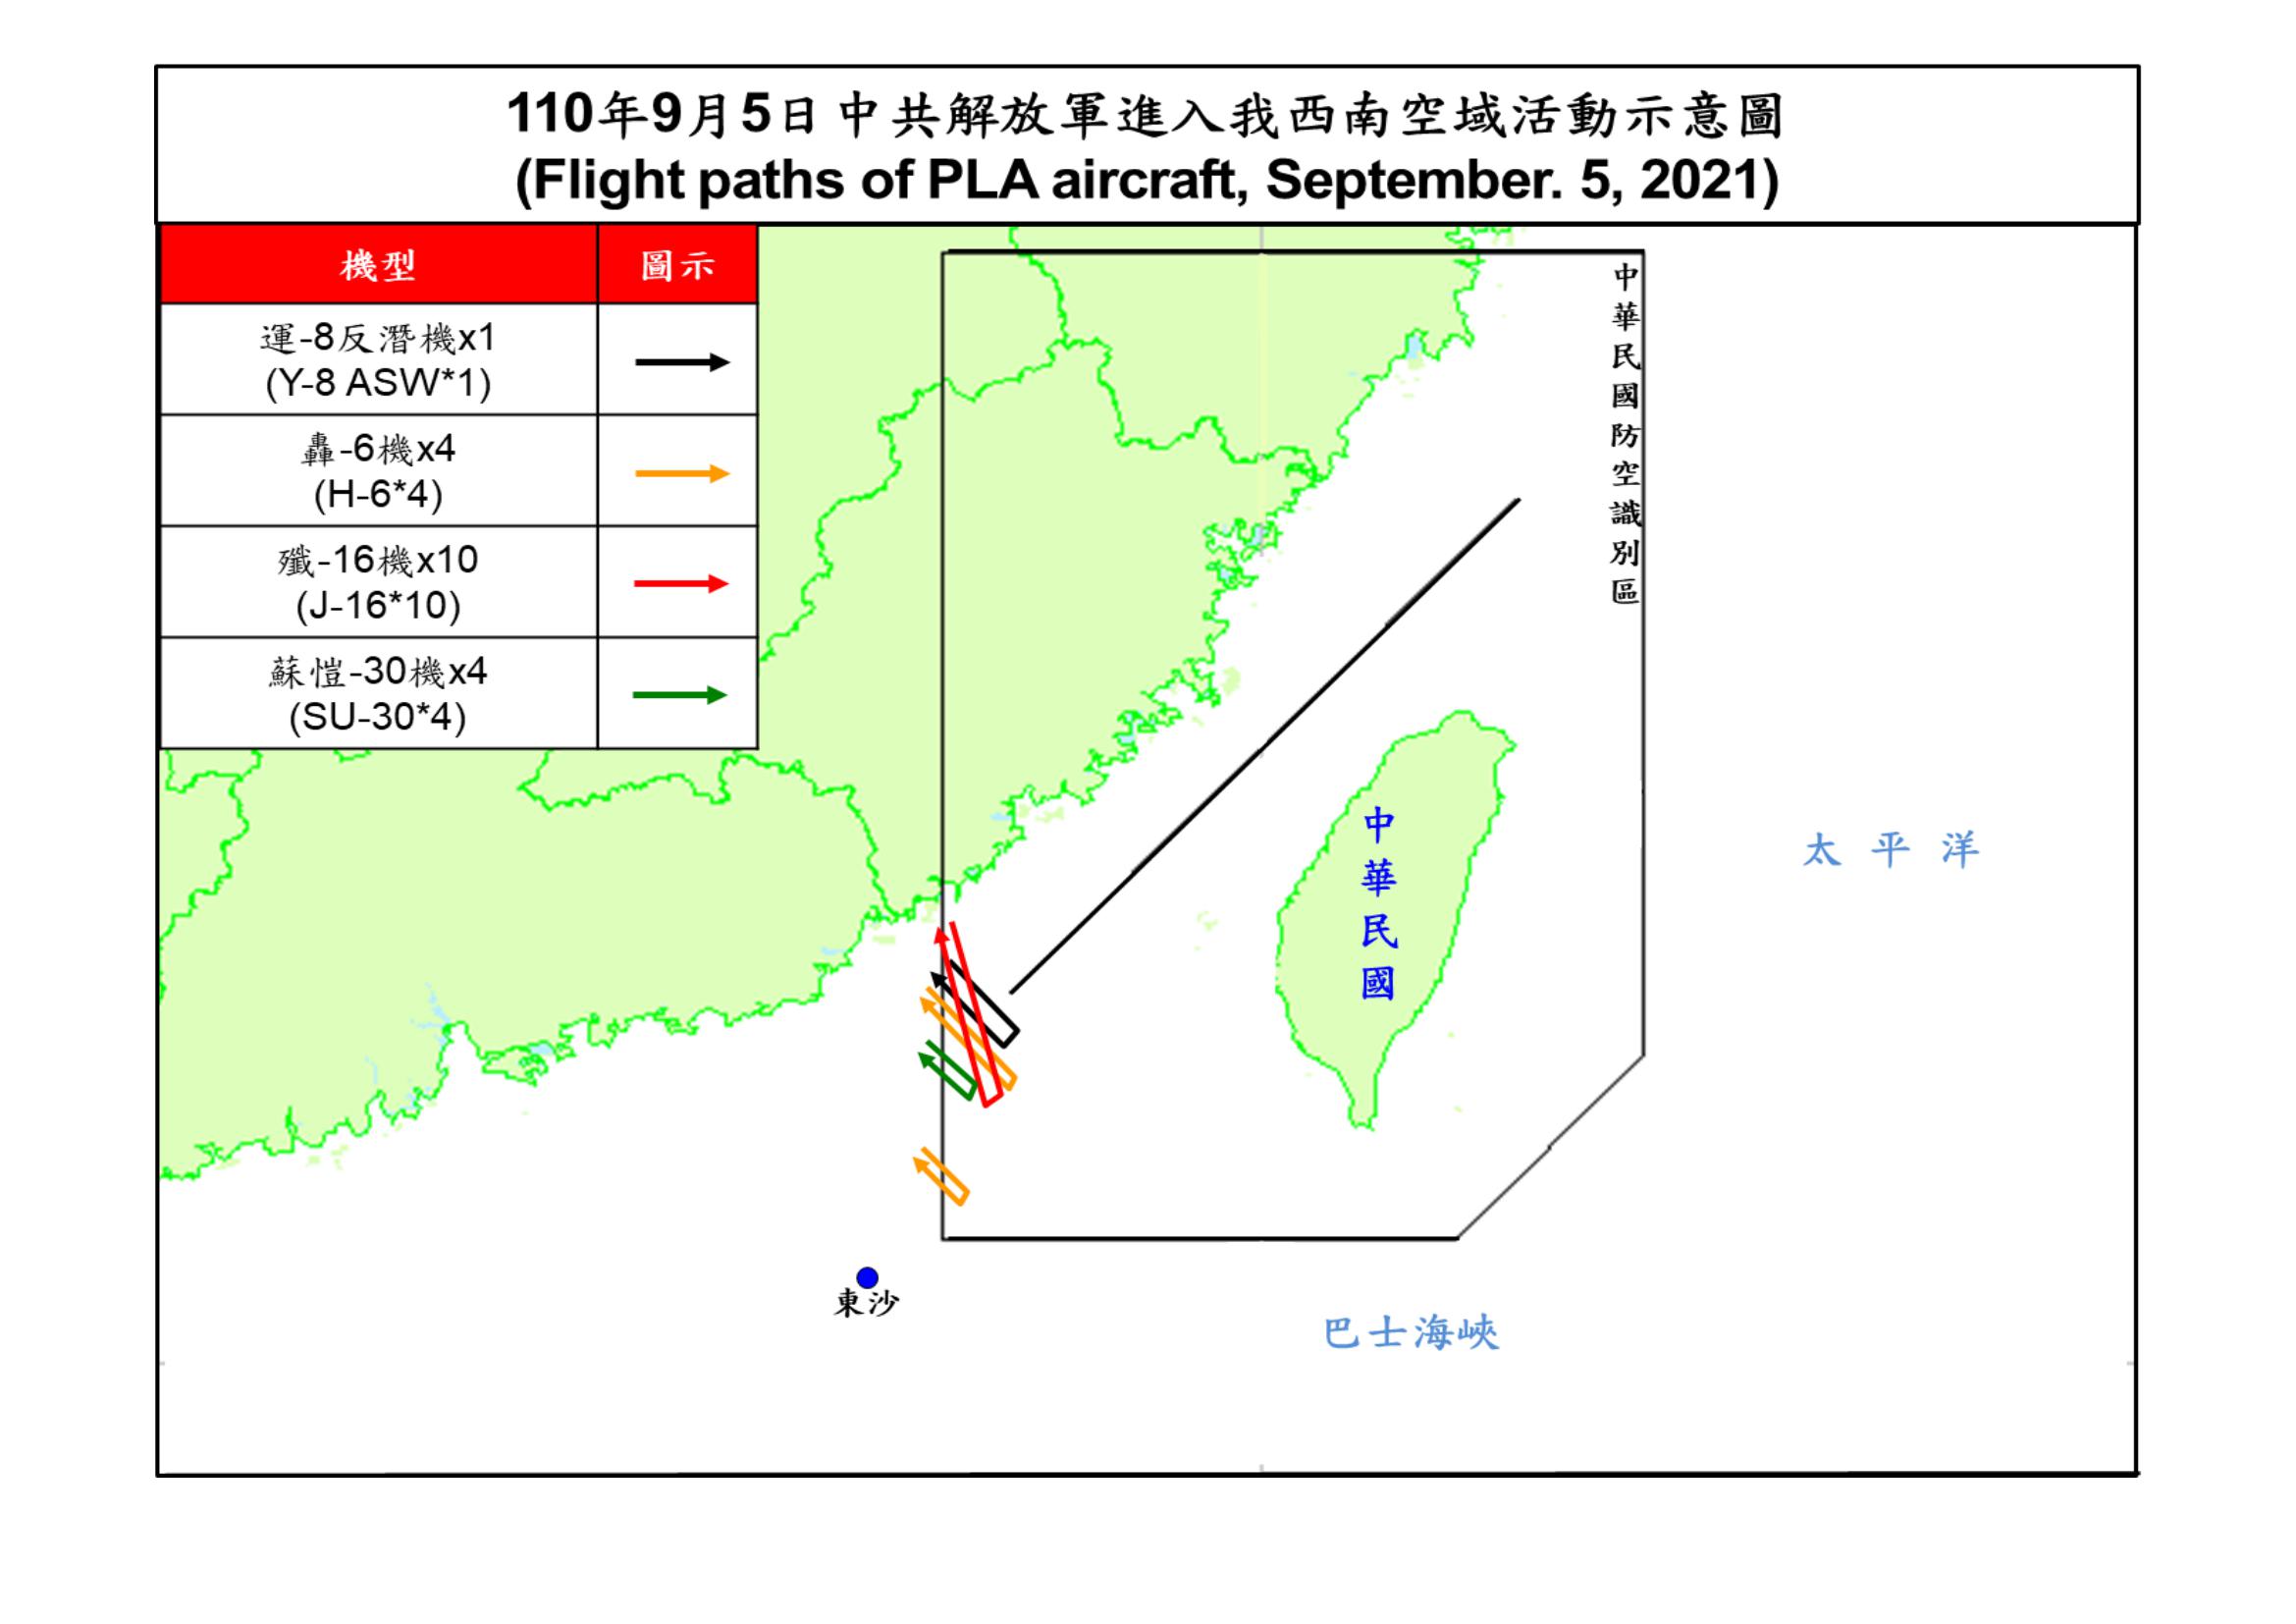 110年9月5日中共解放軍進入我西南空域活動示意圖
(Flight paths of PLA aircraft, September. 5, 2021)
機型 圖示
運-8反潛機x1
(Y-8 ASW*1)
轟-6機x4
(H-6*4)
殲-16機x10
(J-16*10)
蘇愷-30機x4
(SU-30*4)
中華民國防空識別區
中華民國
太平洋
東沙
巴士海峽